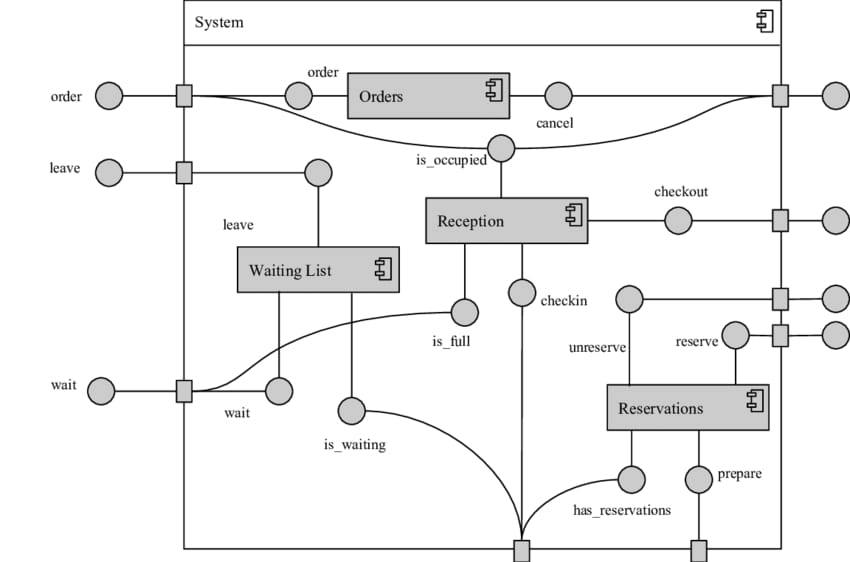 System
order
order
Orders
cancel
is_occupied
leave
checkout
leave
Reception
Waiting List
checkin
is_full
unreserve
reserve
wait
wait
Reservations
is_waiting
prepare
has_reservations